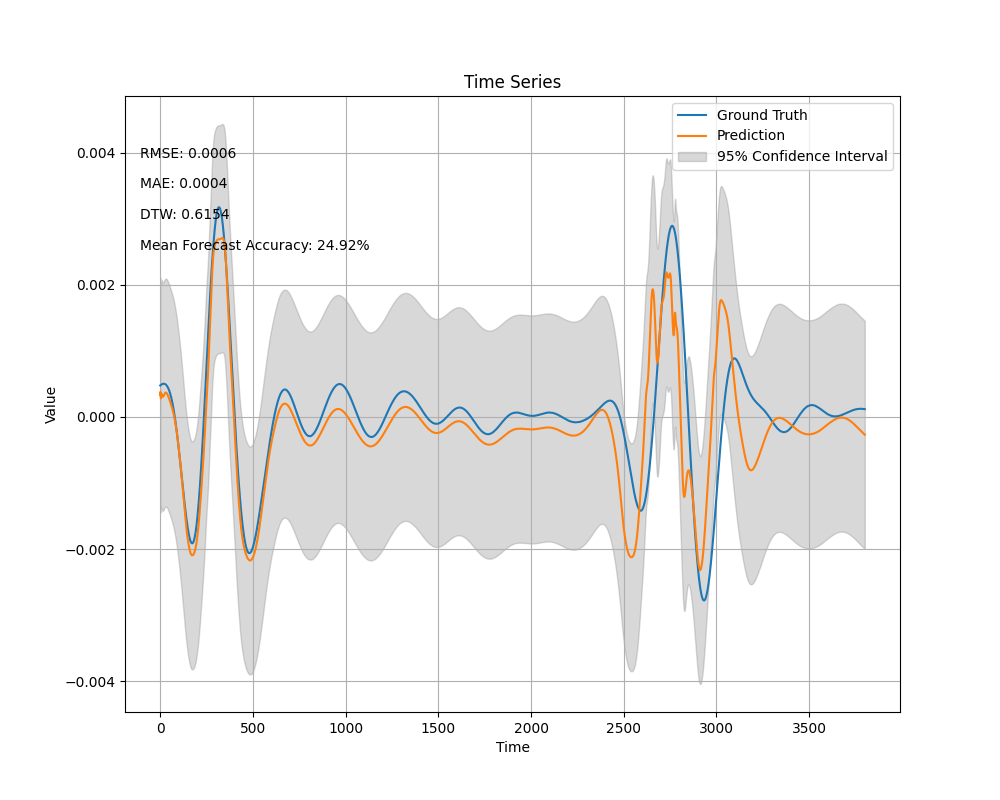 Time Series
Ground Truth
Prediction
95% Confidence Interval
RMSE: 0.0006
MAE: 0.0004
DTW: 0.6154
Mean Forecast Accuracy: 24.92%
0.004
0.002
0.000
−0.002
−0.004
Value
0 500 1000 1500 2000 2500 3000 3500
Time